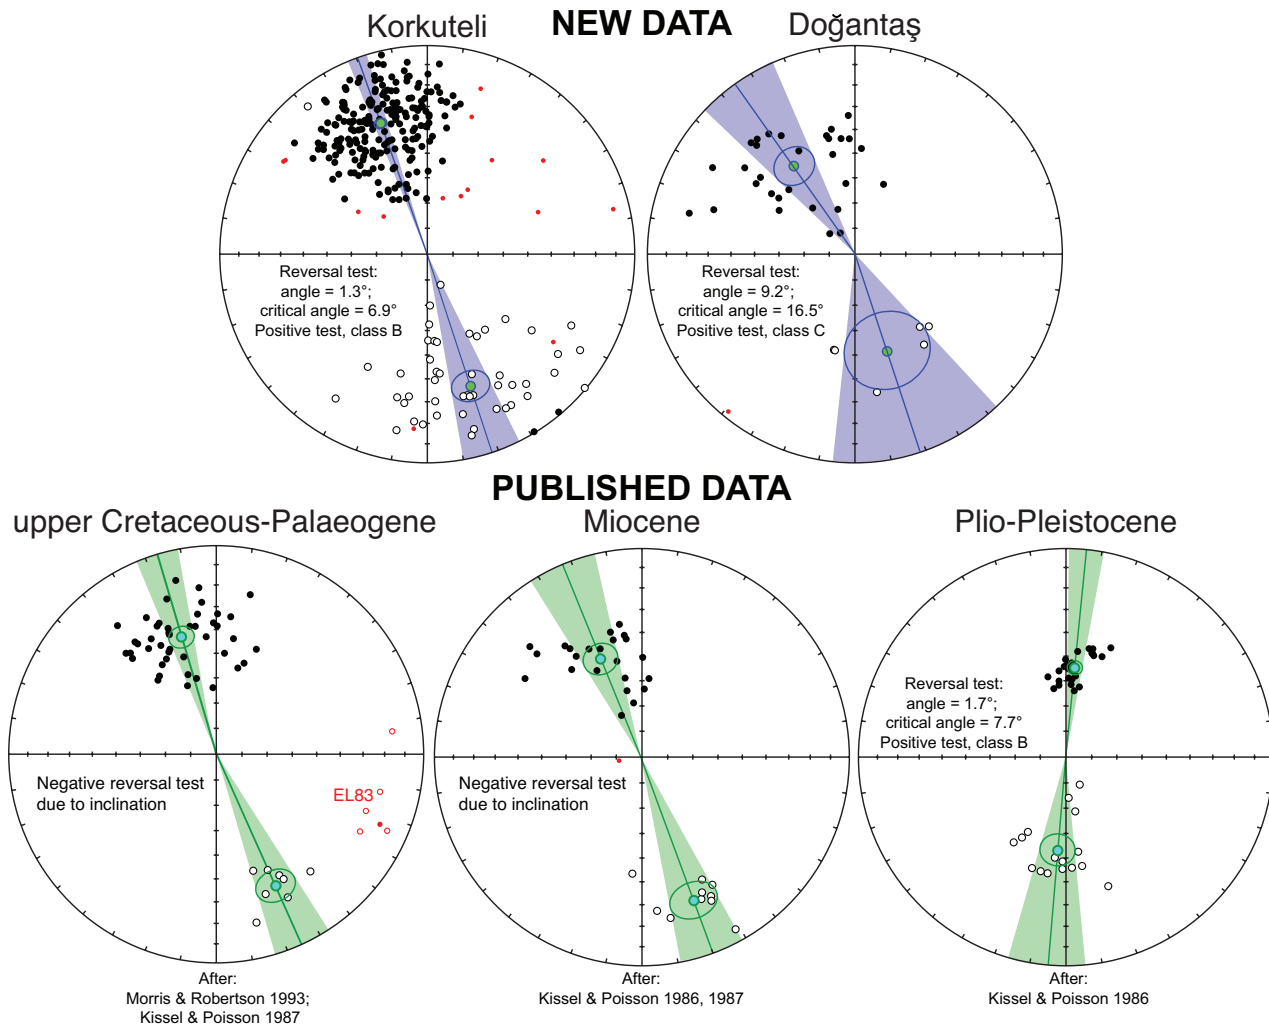 NEW DATA
Korkuteli
Doğantaş
Reversal test:
angle = 1.3°;
critical angle = 6.9°
Positive test, class B
Reversal test:
angle = 9.2°;
critical angle = 16.5°
Positive test, class C
PUBLISHED DATA
upper Cretaceous-Palaeogene
Miocene
Plio-Pleistocene
Negative reversal test
due to inclination
EL83
Negative reversal test
due to inclination
Reversal test:
angle = 1.7°;
critical angle = 7.7°
Positive test, class B
After:
Morris & Robertson 1993;
Kissel & Poisson 1987
After:
Kissel & Poisson 1986, 1987
After:
Kissel & Poisson 1986